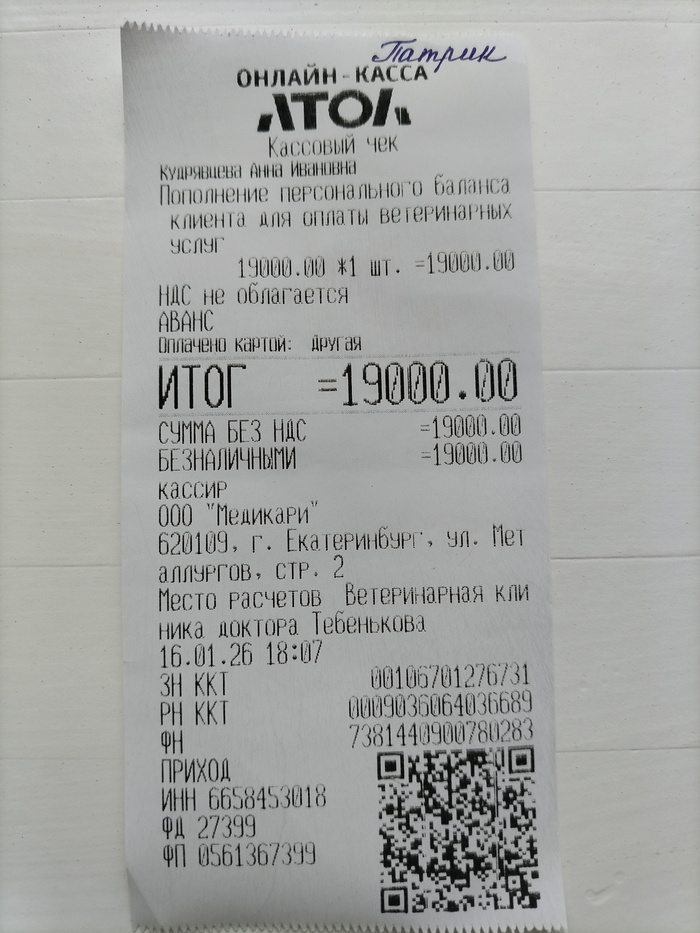 Патрик
ОНЛАЙН-КАССА
АТОЛ
Кассовый чек
Кудрявцева Анна Ивановна
Пополнение персонального баланса
клиента для оплаты ветеринарных
услуг
19000.00 *1 шт. =19000.00
НДС не облагается
АВАНС
Оплачено картой: Другая
ИТОГ =19000.00
СУММА БЕЗ НДС =19000.00
БЕЗНАЛИЧНЫМИ =19000.00
кассир
ООО "Медикари"
620109, г. Екатеринбург, ул. Мет
аллургов, стр. 2
Место расчетов Ветеринарная кли
ника доктора Тебенькова
16.01.26 18:07
ЗН ККТ 00106701276731
РН ККТ 0009036064036689
ФН 7381440900780283
ПРИХОД
ИНН 6658453018
ФД 27399
ФП 0561367399